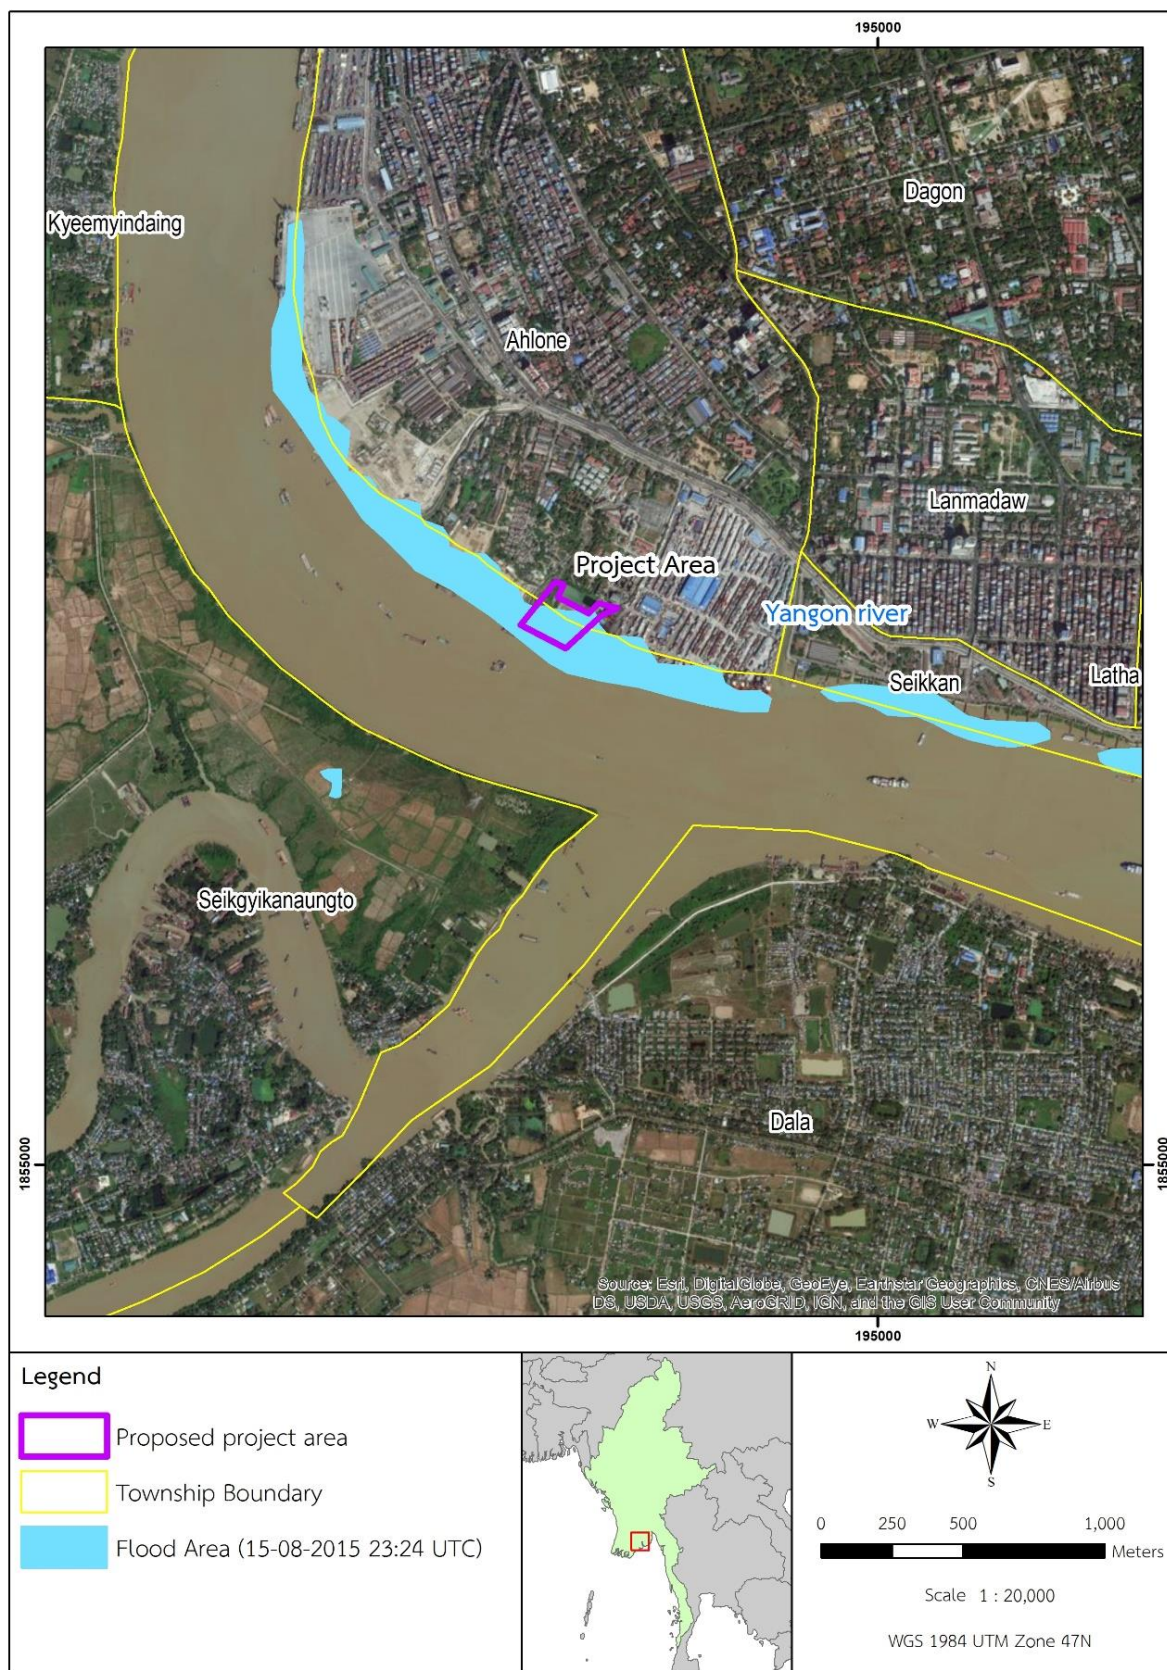 195000
Kyeemyindaing
Dagon
Ahlone
Lanmadaw
Project Area
Yangon river
Latha
Seikkan
Seikgyikanaungto
Dala
1855000
1855000
Source: Esri, DigitalGlobe, GeoEye, Earthstar Geographics, CNES/Airbus
DS, USDA, USGS, AeroGRID, IGN, and the GIS User Community
195000
Legend
Proposed project area
Township Boundary
Flood Area (15-08-2015 23:24 UTC)
N
W
E
S
0 250 500 1,000
Meters
Scale 1 : 20,000
WGS 1984 UTM Zone 47N